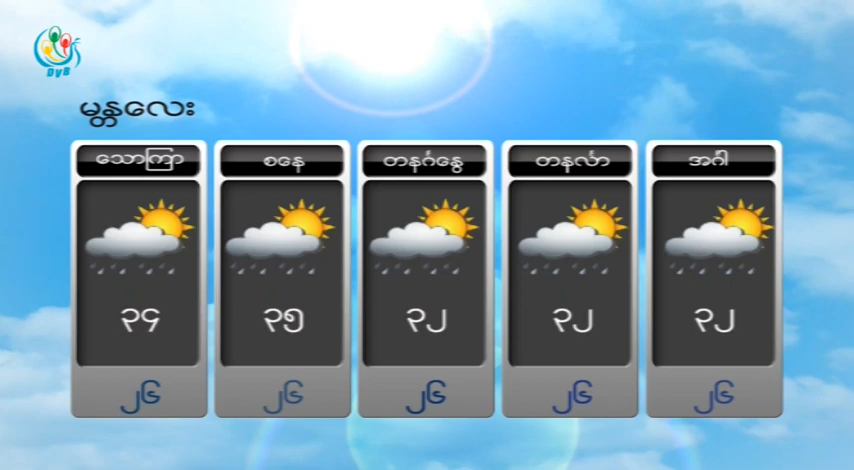 DVB
မန္တလေး
သောကြာ
စနေ
တနင်္ဂနွေ
တနင်္လာ
အင်္ဂါ
၃၄
၃၅
၃၂
၃၂
၃၂
၂၆
၂၆
၂၆
၂၆
၂၆